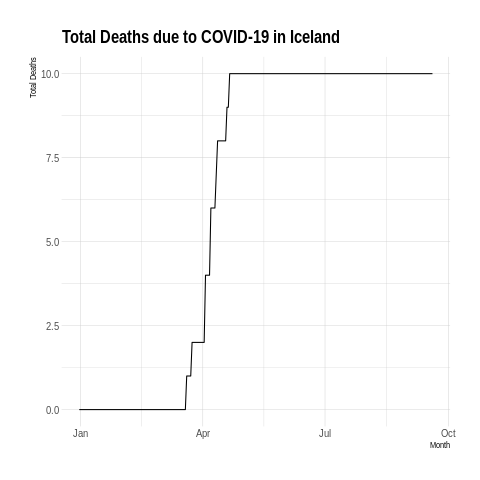 Total Deaths due to COVID-19 in Iceland
Total Deaths
10.0
7.5
5.0
2.5
0.0
Jan Apr Jul Oct
Month